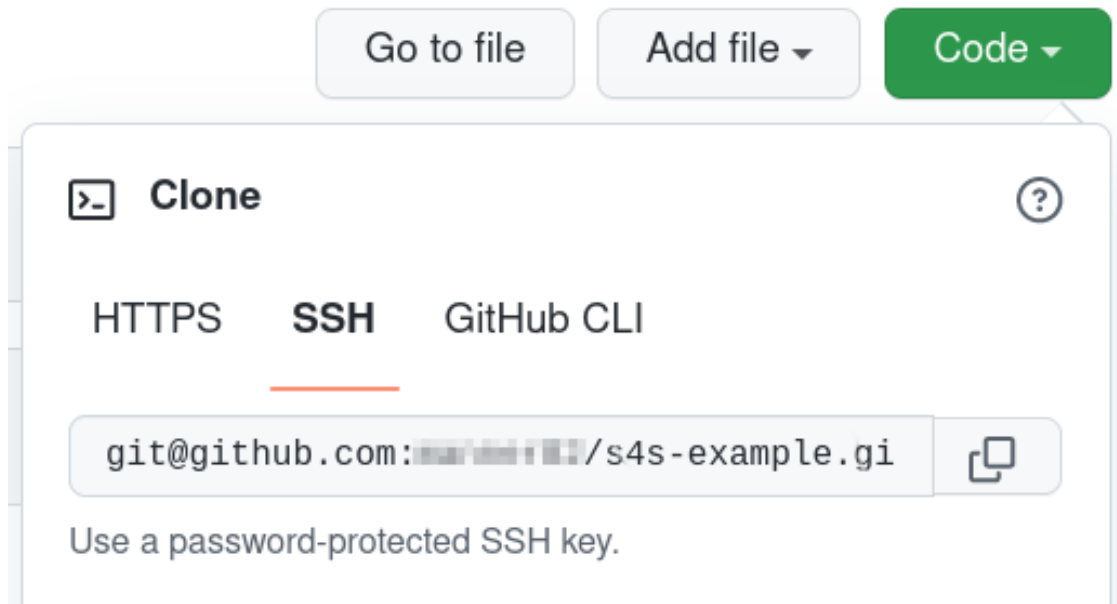 Go to file
Add file
Code
Clone
HTTPS SSH GitHub CLI
git@github.com: /s4s-example.gi
Use a password-protected SSH key.